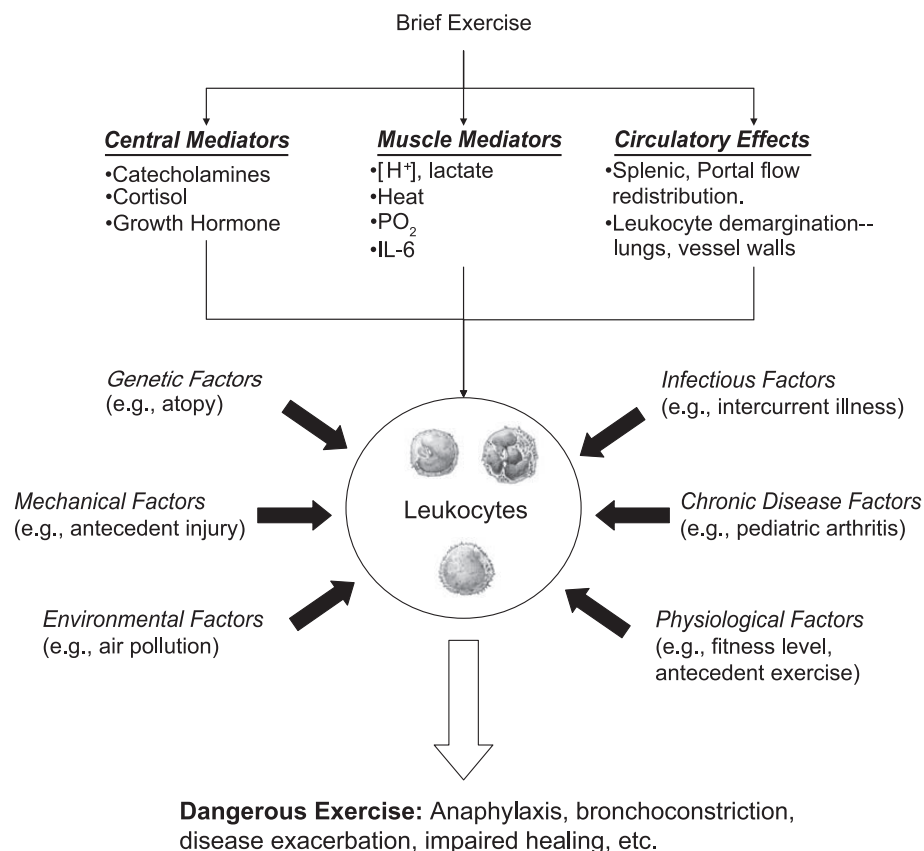 Brief Exercise
Central Mediators
•Catecholamines
•Cortisol
•Growth Hormone
Muscle Mediators
•[H⁺], lactate
•Heat
•PO₂
•IL-6
Circulatory Effects
•Splenic, Portal flow
redistribution.
•Leukocyte demargination--
lungs, vessel walls
Genetic Factors
(e.g., atopy)
Infectious Factors
(e.g., intercurrent illness)
Mechanical Factors
(e.g., antecedent injury)
Leukocytes
Chronic Disease Factors
(e.g., pediatric arthritis)
Environmental Factors
(e.g., air pollution)
Physiological Factors
(e.g., fitness level,
antecedent exercise)
Dangerous Exercise: Anaphylaxis, bronchoconstriction,
disease exacerbation, impaired healing, etc.